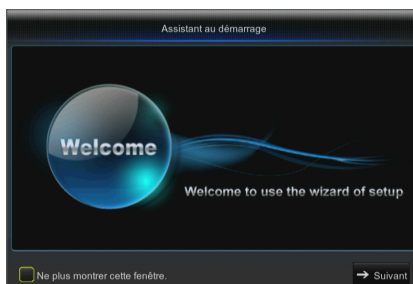 Assistant au démarrage
Welcome
Welcome to use the wizard of setup
Ne plus montrer cette fenêtre.
→ Suivant